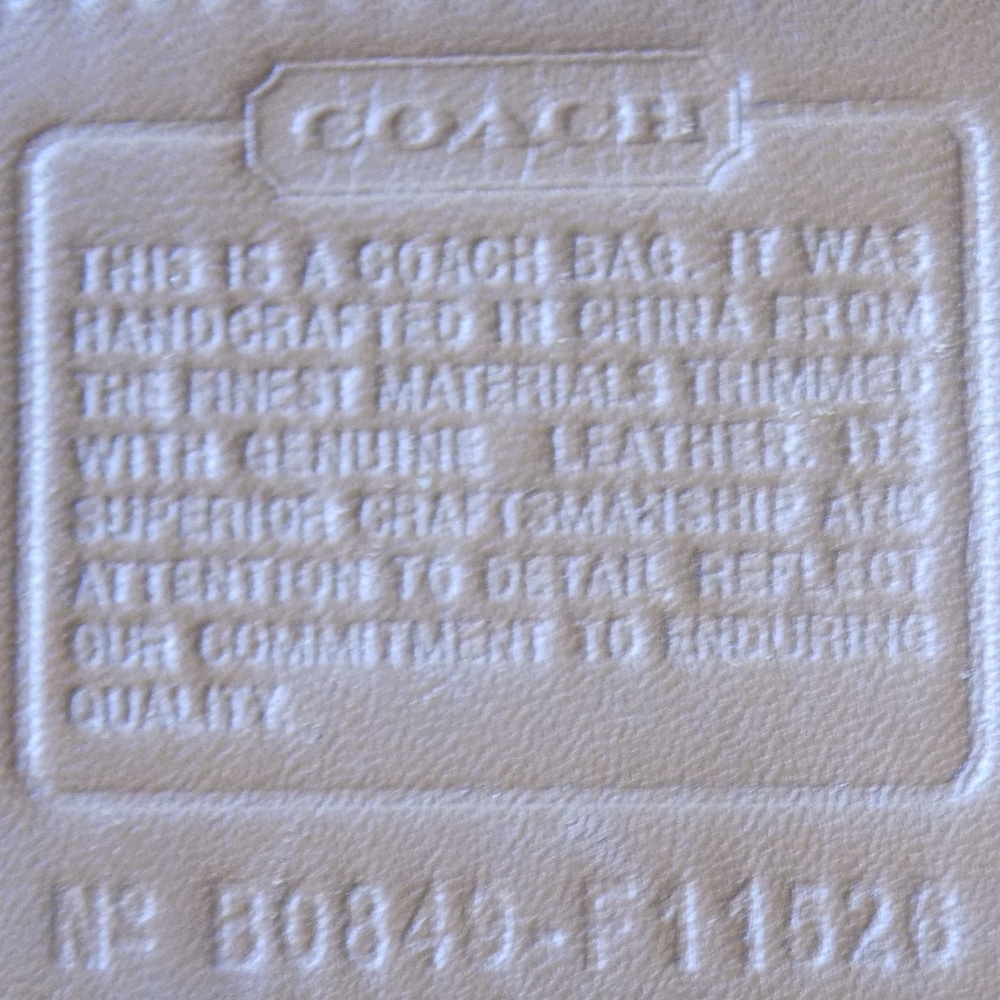 COACH
THIS IS A COACH BAG. IT WAS
HANDCRAFTED IN CHINA FROM
THE FINEST MATERIALS THIMMED
WITH GENUINE LEATHER. ITS
SUPERIOR CRAFTSMANSHIP AND
ATTENTION TO DETAIL REFLECT
OUR COMMITMENT TO ENDURING
QUALITY.
Nº B0849-F11526